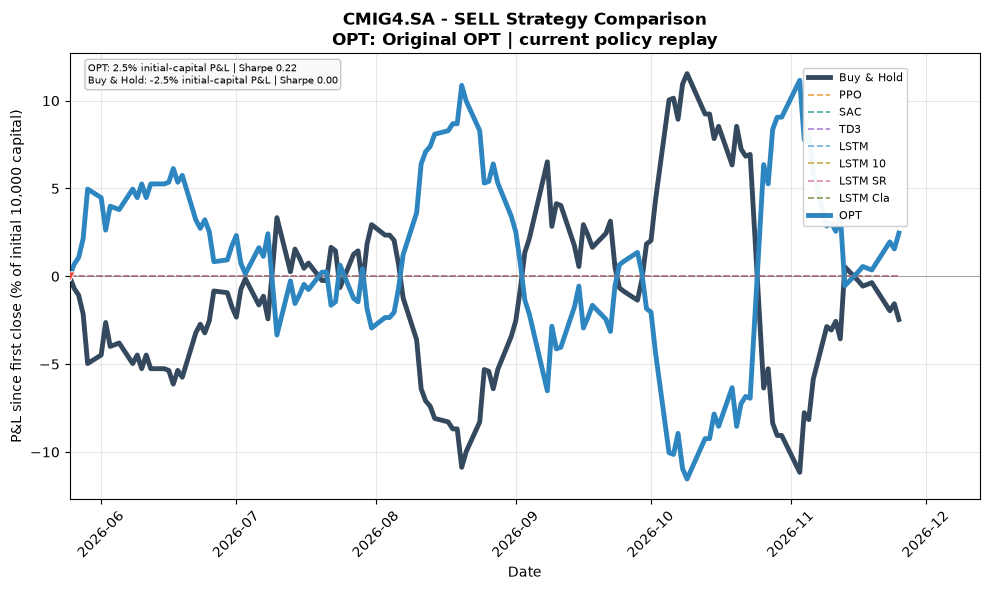 CMIG4.SA - SELL Strategy Comparison
OPT: Original OPT | current policy replay
OPT: 2.5% initial-capital P&L | Sharpe 0.22
Buy & Hold: -2.5% initial-capital P&L | Sharpe 0.00
Buy & Hold
PPO
SAC
TD3
LSTM
LSTM 10
LSTM SR
LSTM Cla
OPT
P&L since first close (% of initial 10,000 capital)
10
5
0
−5
−10
2026-06
2026-07
2026-08
2026-09
2026-10
2026-11
2026-12
Date